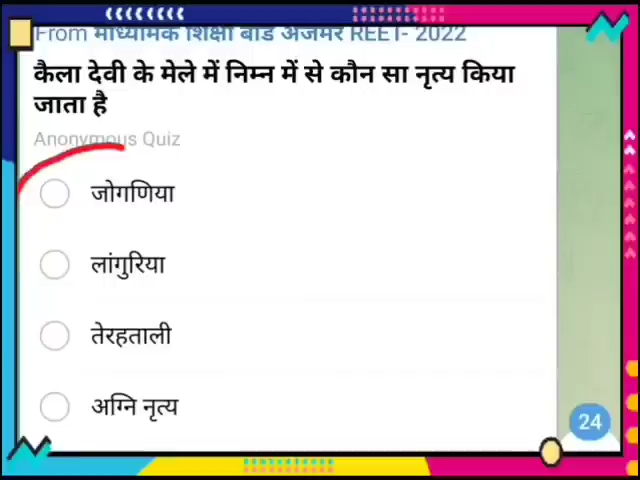 From माध्यमिक शिक्षा बोर्ड अजमेर REET- 2022
कैला देवी के मेले में निम्न में से कौन सा नृत्य किया
जाता है
Anonymous Quiz
जोगणिया
लांगुरिया
तेरहताली
अग्नि नृत्य
24